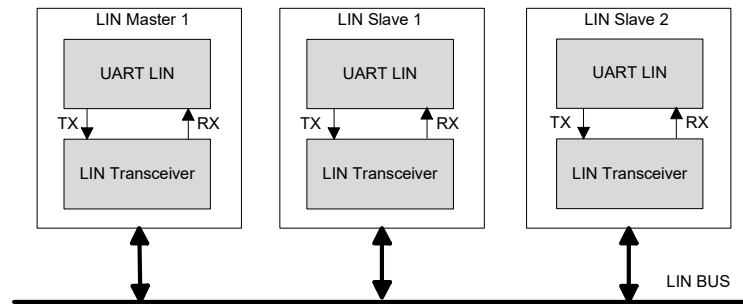 LIN Master 1
LIN Slave 1
LIN Slave 2
UART LIN
UART LIN
UART LIN
TX
RX
TX
RX
TX
RX
LIN Transceiver
LIN Transceiver
LIN Transceiver
LIN BUS